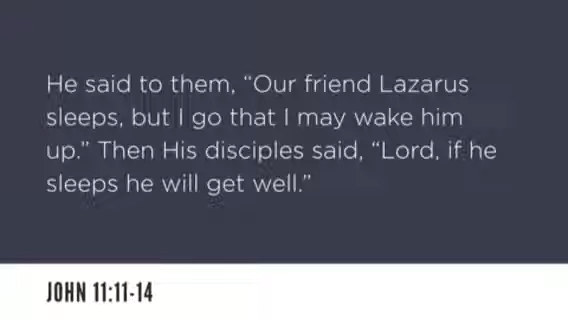 He said to them, “Our friend Lazarus
sleeps, but I go that I may wake him
up.” Then His disciples said, “Lord, if he
sleeps he will get well.”
JOHN 11:11-14